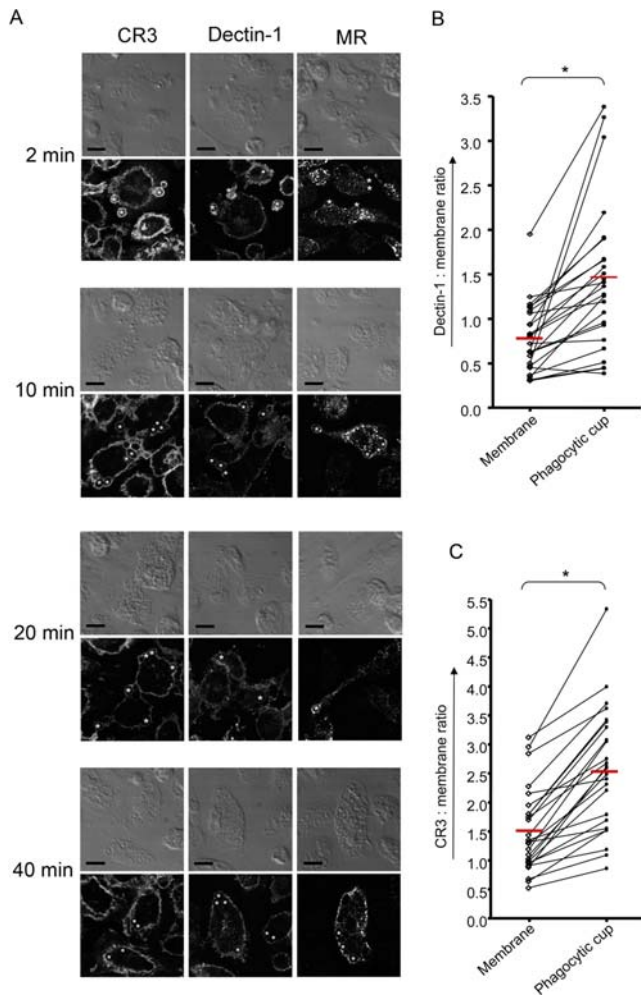 A
CR3 Dectin-1 MR
2 min
10 min
20 min
40 min
B
*
Dectin-1 : membrane ratio
3.5
3.0
2.5
2.0
1.5
1.0
0.5
0.0
Membrane
Phagocytic cup
C
*
CR3 : membrane ratio
5.5
5.0
4.5
4.0
3.5
3.0
2.5
2.0
1.5
1.0
0.5
0.0
Membrane
Phagocytic cup